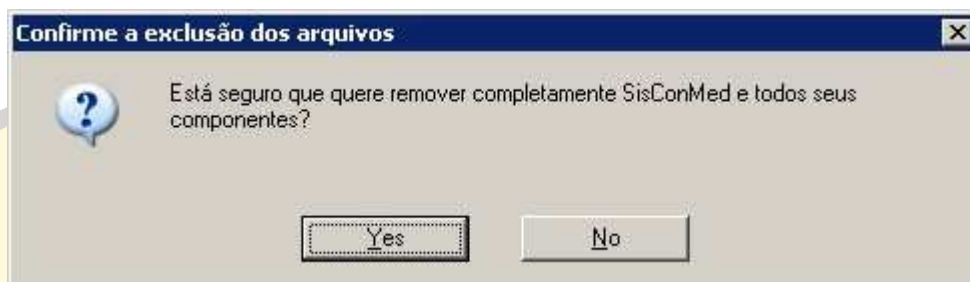 Confirme a exclusão dos arquivos
Está seguro que quere remover completamente SisConMed e todos seus
componentes?
Yes
No